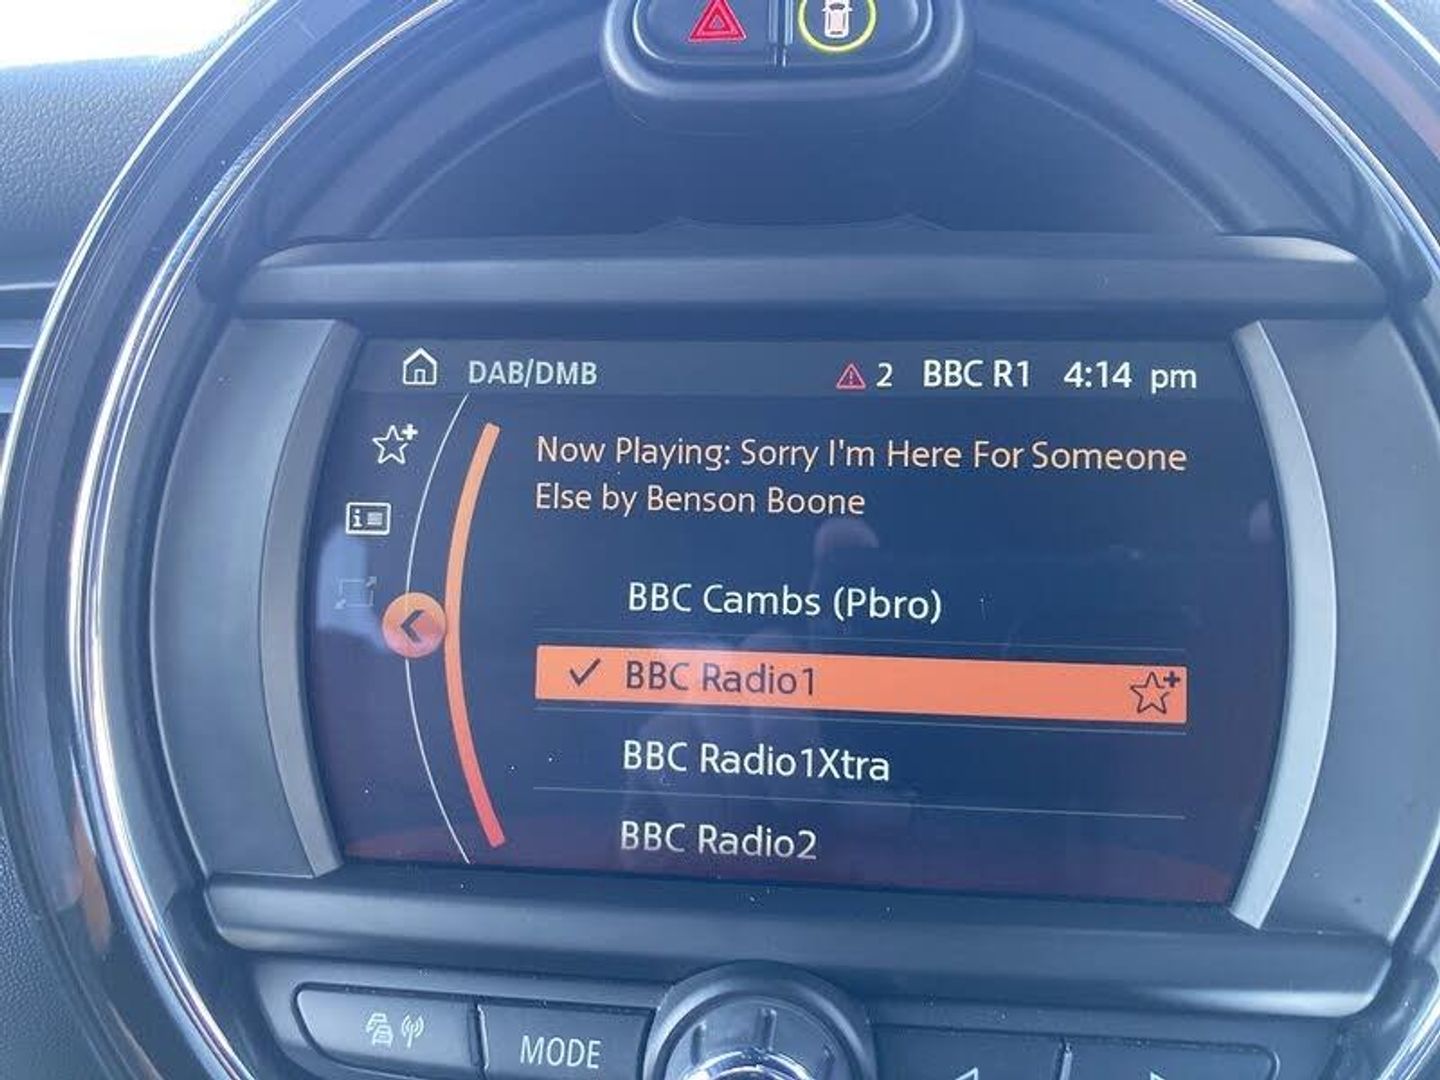 DAB/DMB 2 BBC R1 4:14 pm
Now Playing: Sorry I'm Here For Someone
Else by Benson Boone
BBC Cambs (Pbro)
BBC Radio1
BBC Radio1Xtra
BBC Radio2
MODE